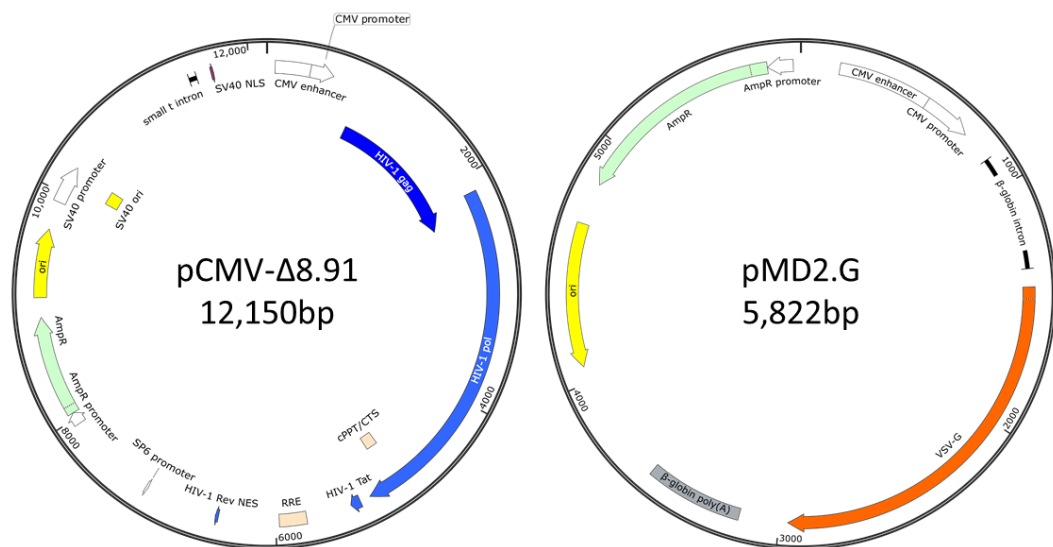 CMV promoter
12,000
SV40 NLS
CMV enhancer
small t intron
2000
HIV-1 gag
SV40 promoter
10,000
SV40 ori
ori
pCMV-Δ8.91
12,150bp
HIV-1 pol
AmpR
AmpR promoter
8000
4000
cPPT/CTS
SP6 promoter
HIV-1 Rev NES
RRE
HIV-1 Tat
6000
AmpR promoter
CMV enhancer
CMV promoter
AmpR
5000
1000
β-globin intron
ori
pMD2.G
5,822bp
4000
2000
VSV-G
β-globin poly(A)
3000